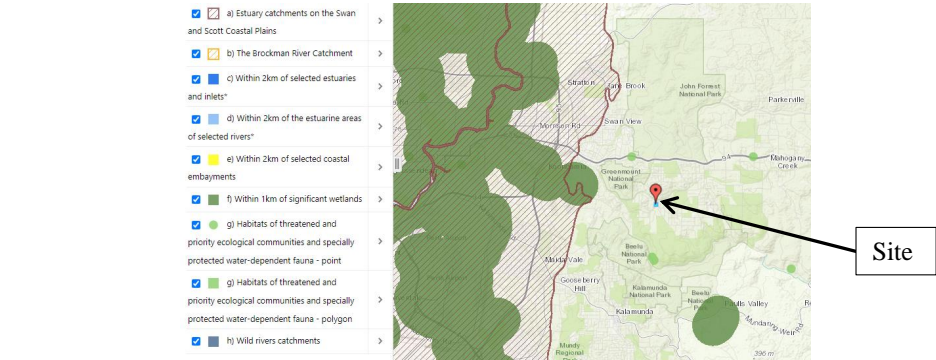 a) Estuary catchments on the Swan
and Scott Coastal Plains
b) The Brockman River Catchment
c) Within 2km of selected estuaries
and inlets*
d) Within 2km of the estuarine areas
of selected rivers*
e) Within 2km of selected coastal
embayments
f) Within 1km of significant wetlands
g) Habitats of threatened and
priority ecological communities and specially
protected water-dependent fauna - point
g) Habitats of threatened and
priority ecological communities and specially
protected water-dependent fauna - polygon
h) Wild rivers catchments
Stratton
Brook
John Forrest
National Park
Parkerville
Swan View
Morrison Rd
94
Mahogany
Creek
Greenmount
National
Park
Site
Beelu
National
Park
Maida Vale
Gooseberry
Hill
Kalamunda
National Park
Beelu
Kalamunda
Paulls Valley
Mundaring Weir Rd
Mundy
Regional
396 m